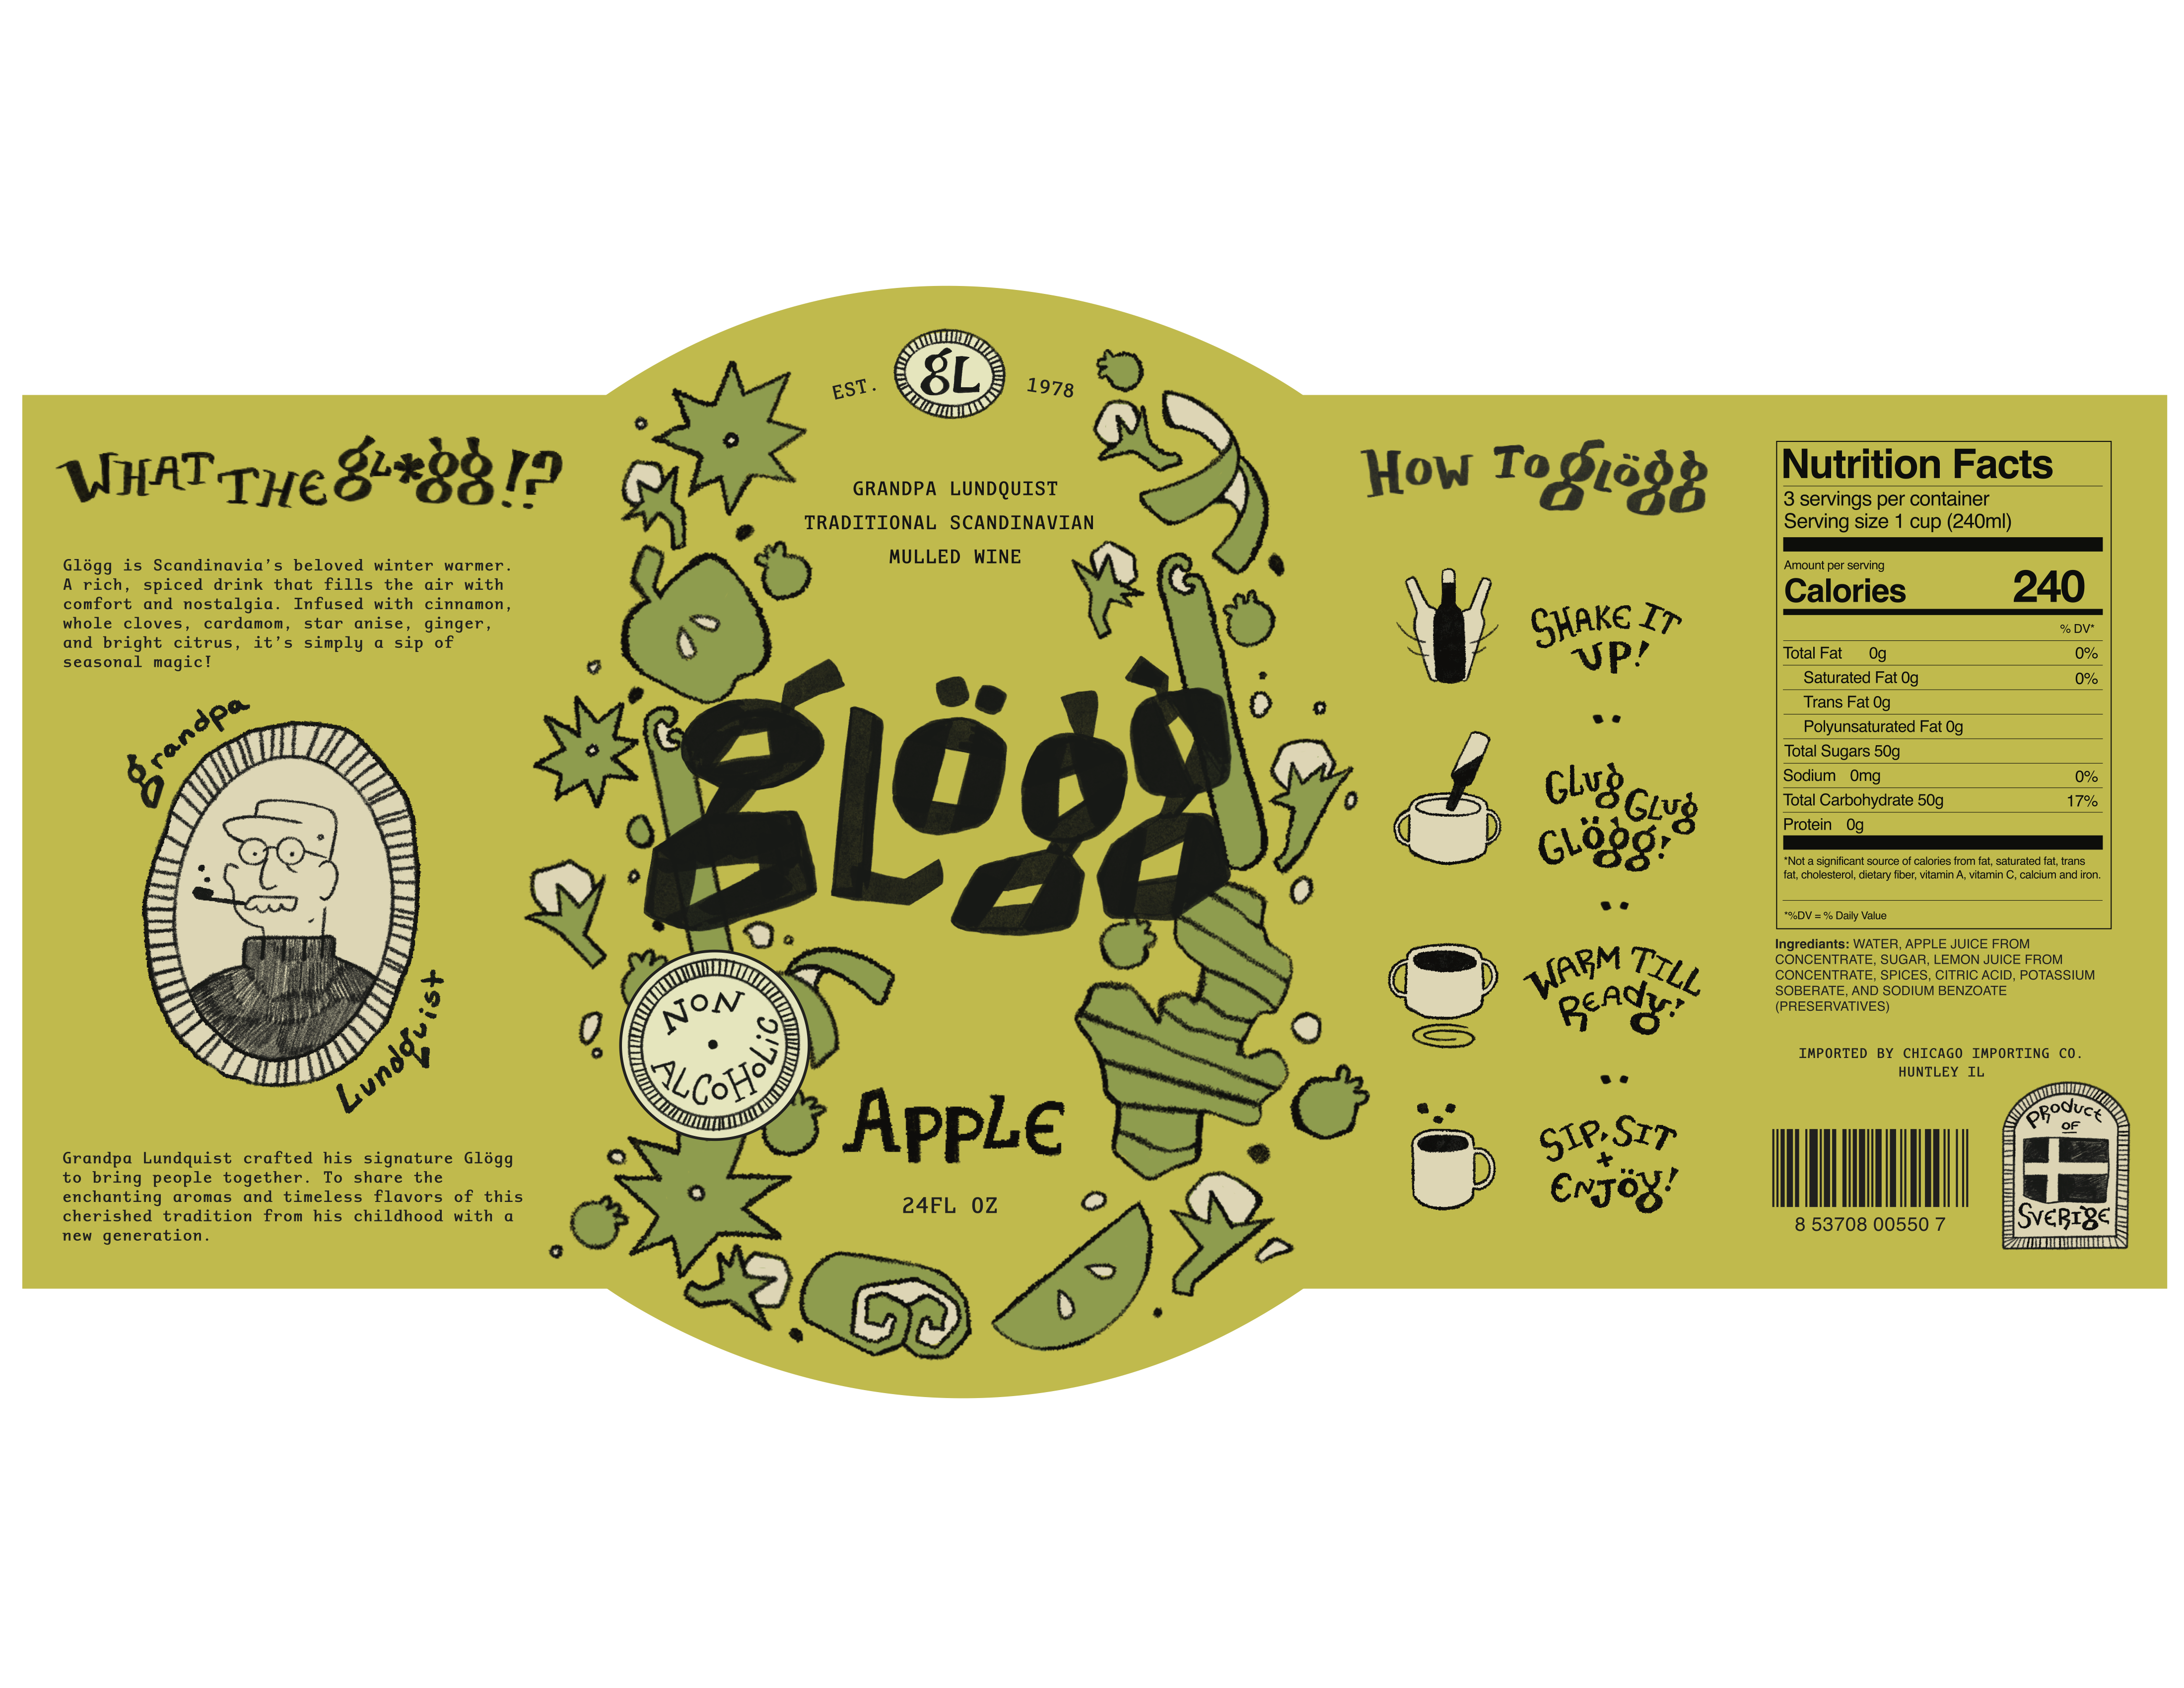 WHAT THE gL*gg!?
Glögg is Scandinavia's beloved winter warmer.
A rich, spiced drink that fills the air with
comfort and nostalgia. Infused with cinnamon,
whole cloves, cardamom, star anise, ginger,
and bright citrus, it's simply a sip of
seasonal magic!
grandpa
Lundquist
Grandpa Lundquist crafted his signature Glögg
to bring people together. To share the
enchanting aromas and timeless flavors of this
cherished tradition from his childhood with a
new generation.
EST. gL 1978
GRANDPA LUNDQUIST
TRADITIONAL SCANDINAVIAN
MULLED WINE
glögg
NON
ALCOHOLIC
APPLE
24FL OZ
HOW TO glögg
SHAKE IT
UP!
GLug
GLug
GLögg!
WARM TILL
READY!
SIP, SIT
+
ENJÖY!
Nutrition Facts
3 servings per container
Serving size 1 cup (240ml)
Amount per serving
Calories 240
% DV*
Total Fat 0g 0%
Saturated Fat 0g 0%
Trans Fat 0g
Polyunsaturated Fat 0g
Total Sugars 50g
Sodium 0mg 0%
Total Carbohydrate 50g 17%
Protein 0g
*Not a significant source of calories from fat, saturated fat, trans
fat, cholesterol, dietary fiber, vitamin A, vitamin C, calcium and iron.
*%DV = % Daily Value
Ingrediants: WATER, APPLE JUICE FROM
CONCENTRATE, SUGAR, LEMON JUICE FROM
CONCENTRATE, SPICES, CITRIC ACID, POTASSIUM
SOBERATE, AND SODIUM BENZOATE
(PRESERVATIVES)
IMPORTED BY CHICAGO IMPORTING CO.
HUNTLEY IL
8 53708 00550 7
PRODUCT
OF
SVERIGE